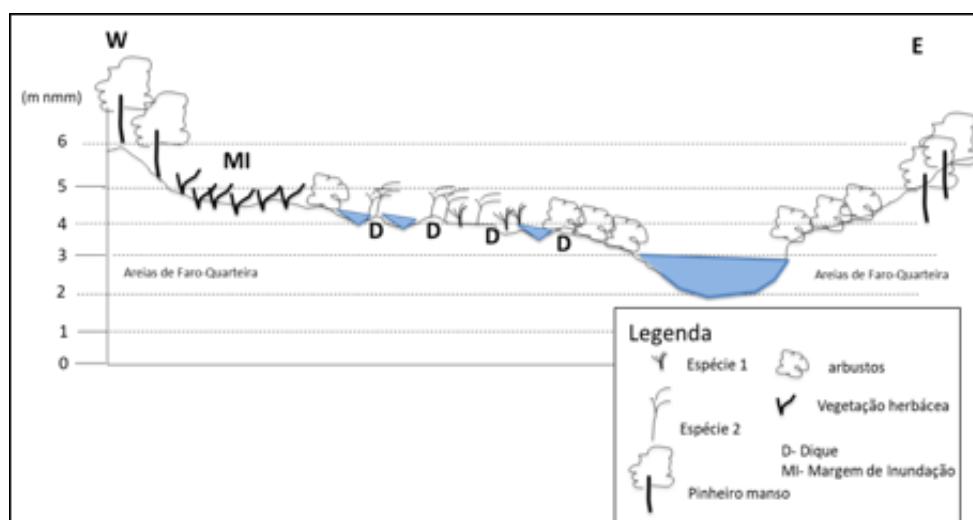 W
E
(m nmm)
6
MI
5
4
D
D
D
D
3
Areias de Faro-Quarteira
Areias de Faro-Quarteira
2
1
0
Legenda
Espécie 1
arbustos
Espécie 2
Vegetação herbácea
D- Dique
MI- Margem de Inundação
Pinheiro manso